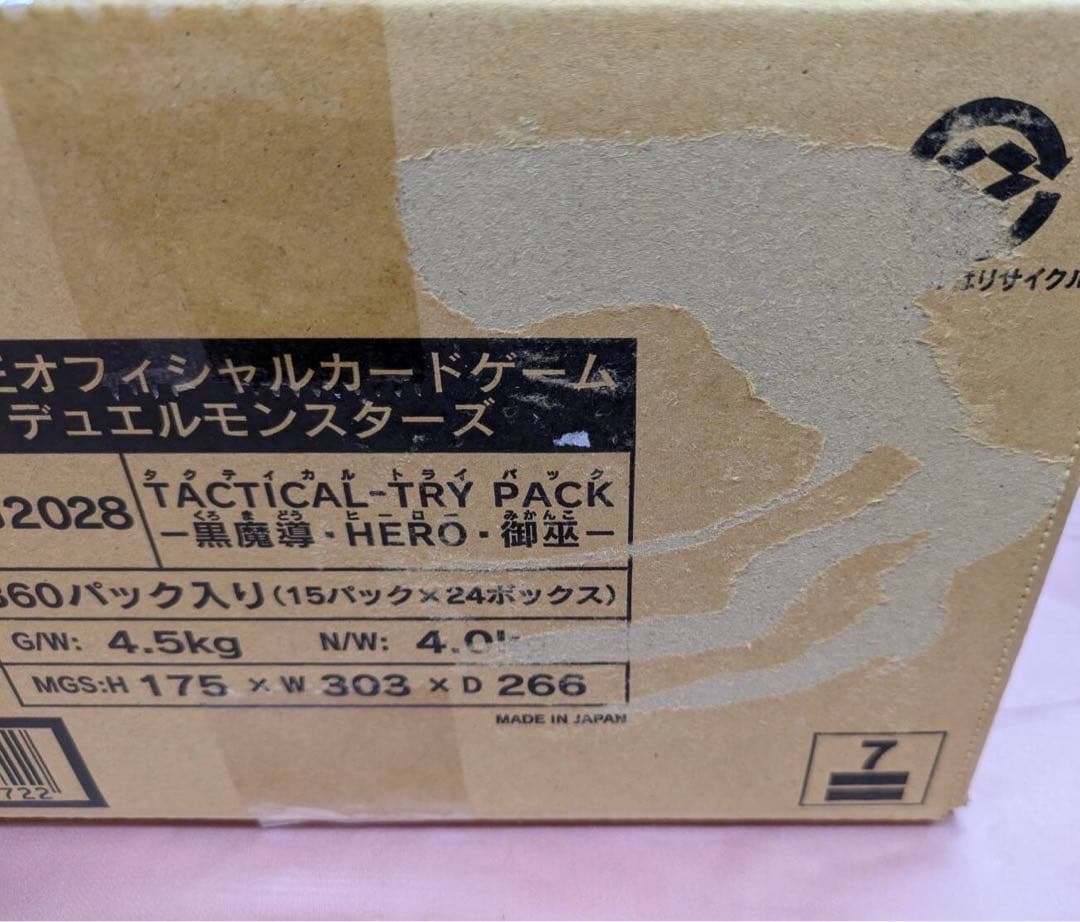 はリサイクル
オフィシャルカードゲーム
デュエルモンスターズ
2028
タクティカル トライ パック
TACTICAL-TRY PACK
くろまどう ヒーロー みかんこ
-黒魔導・HERO・御巫-
360パック入り(15パック×24ボックス)
G/W: 4.5kg N/W: 4.0k
MGS:H 175 × W 303 × D 266
MADE IN JAPAN
722
7